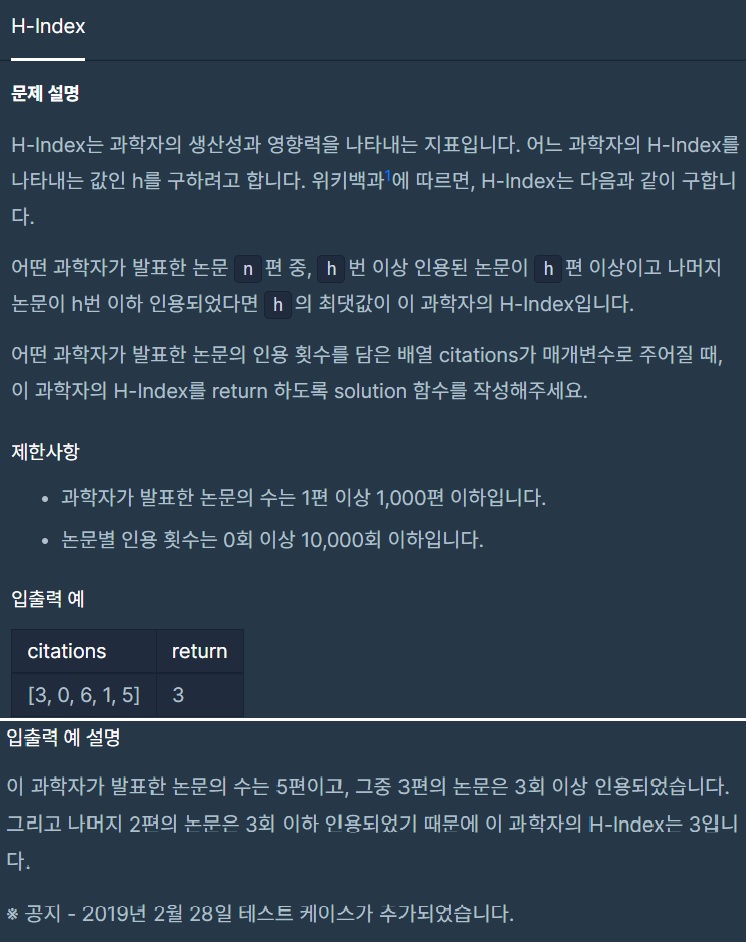 H-Index
문제 설명
H-Index는 과학자의 생산성과 영향력을 나타내는 지표입니다. 어느 과학자의 H-Index를
나타내는 값인 h를 구하려고 합니다. 위키백과1에 따르면, H-Index는 다음과 같이 구합니
다.
어떤 과학자가 발표한 논문 n 편 중, h 번 이상 인용된 논문이 h 편 이상이고 나머지
논문이 h번 이하 인용되었다면 h 의 최댓값이 이 과학자의 H-Index입니다.
어떤 과학자가 발표한 논문의 인용 횟수를 담은 배열 citations가 매개변수로 주어질 때,
이 과학자의 H-Index를 return 하도록 solution 함수를 작성해주세요.
제한사항
• 과학자가 발표한 논문의 수는 1편 이상 1,000편 이하입니다.
• 논문별 인용 횟수는 0회 이상 10,000회 이하입니다.
입출력 예
citations return
[3, 0, 6, 1, 5] 3
입출력 예 설명
이 과학자가 발표한 논문의 수는 5편이고, 그중 3편의 논문은 3회 이상 인용되었습니다.
그리고 나머지 2편의 논문은 3회 이하 인용되었기 때문에 이 과학자의 H-Index는 3입니
다.
※ 공지 - 2019년 2월 28일 테스트 케이스가 추가되었습니다.